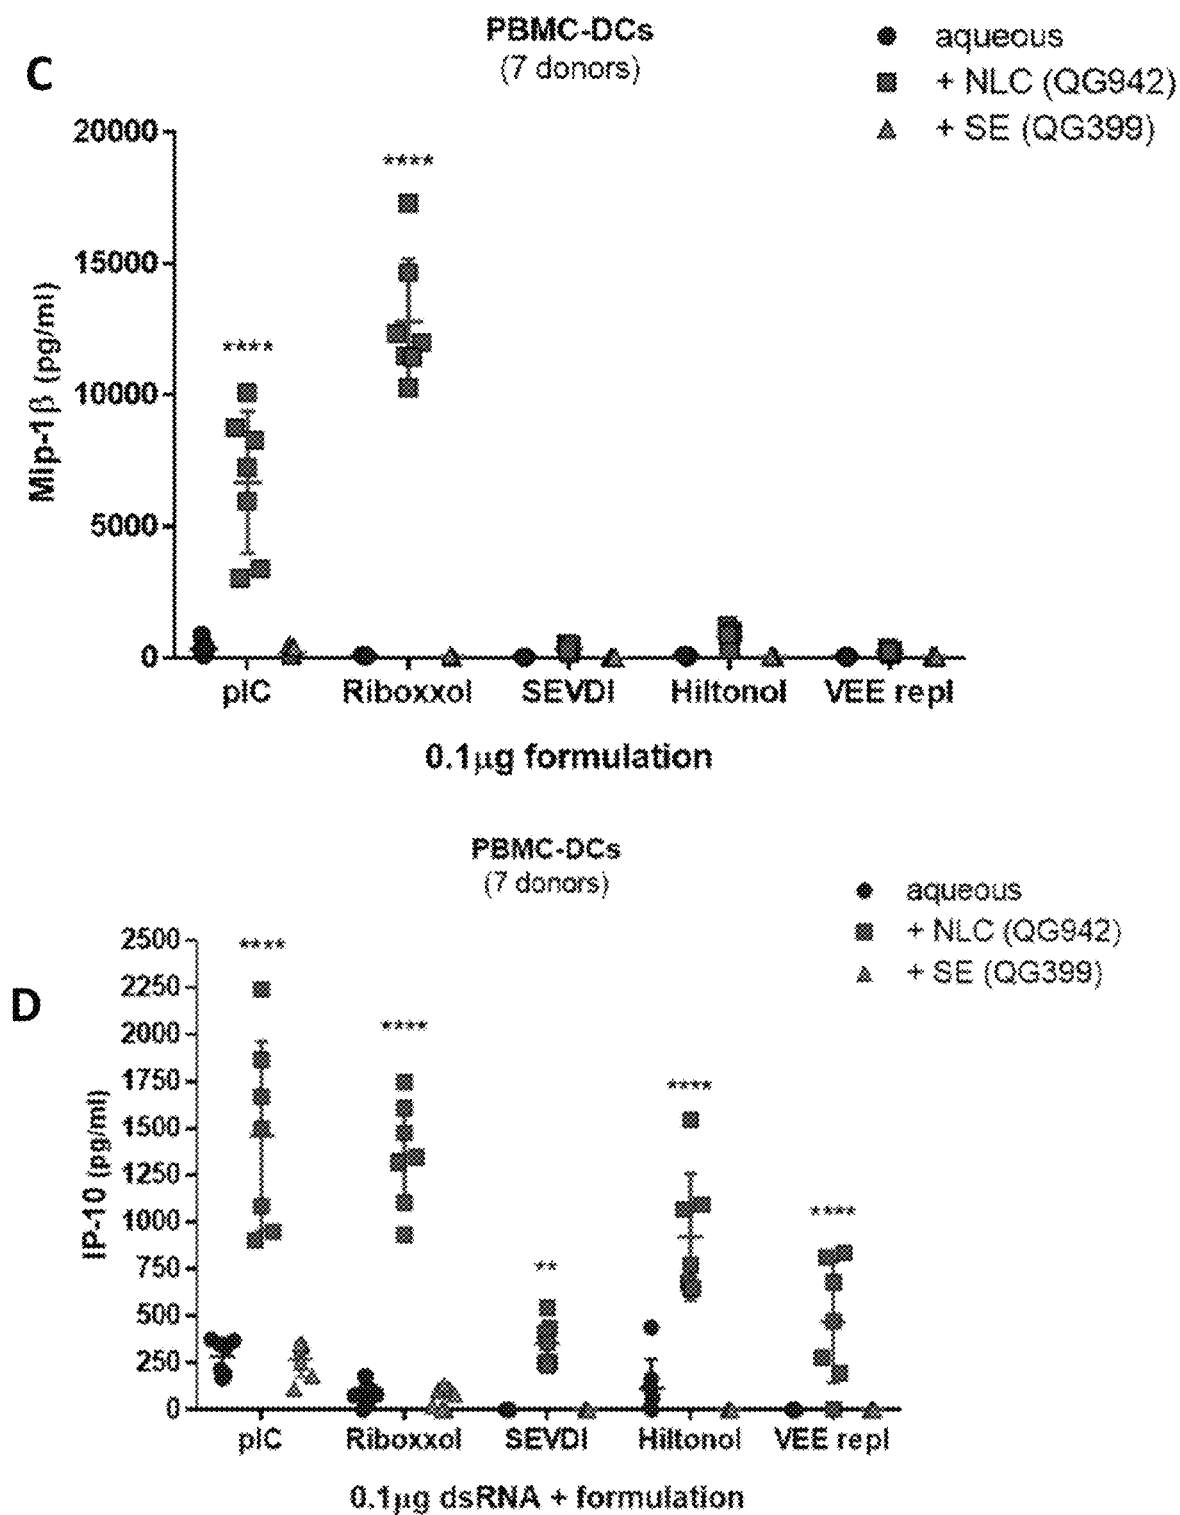 C
PBMC-DCs
(7 donors)
aqueous
+ NLC (QG942)
+ SE (QG399)
****
****
20000
15000
10000
5000
0
Mip-1β (pg/ml)
pIC Riboxxol SEVDI Hiltonol VEE repl
0.1µg formulation
D
PBMC-DCs
(7 donors)
aqueous
+ NLC (QG942)
+ SE (QG399)
****
****
**
****
****
2500
2250
2000
1750
1500
1250
1000
750
500
250
0
IP-10 (pg/ml)
pIC Riboxxol SEVDI Hiltonol VEE repl
0.1µg dsRNA + formulation